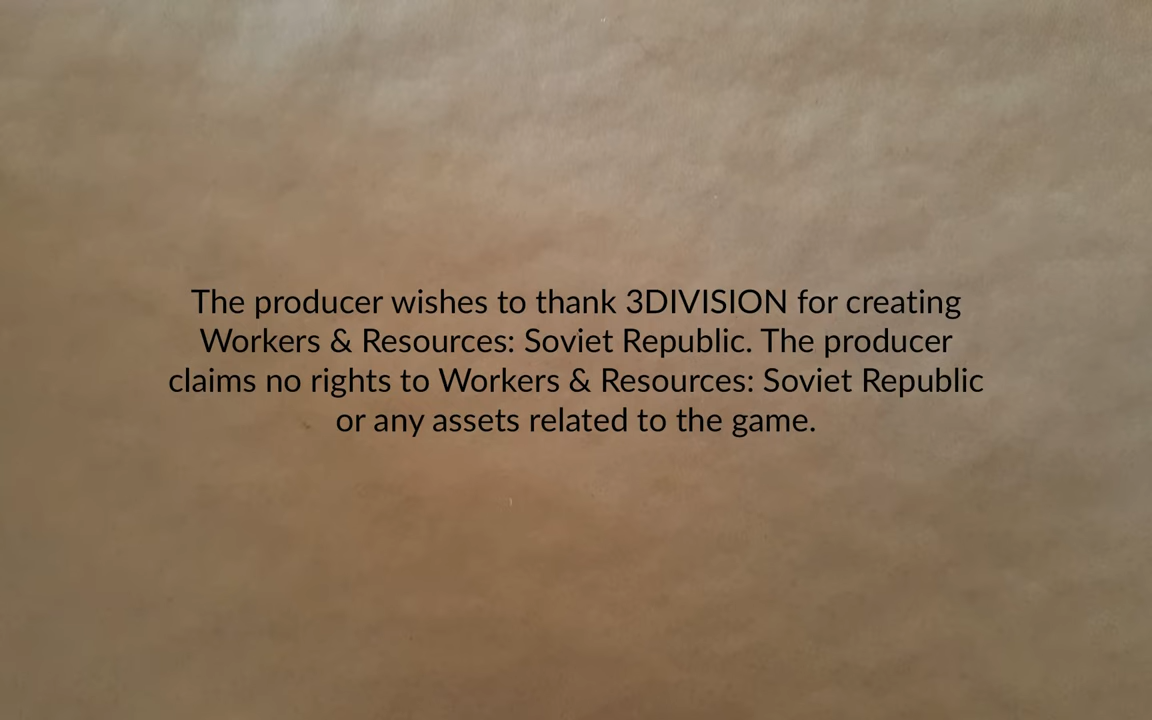 The producer wishes to thank 3DIVISION for creating
Workers & Resources: Soviet Republic. The producer
claims no rights to Workers & Resources: Soviet Republic
or any assets related to the game.